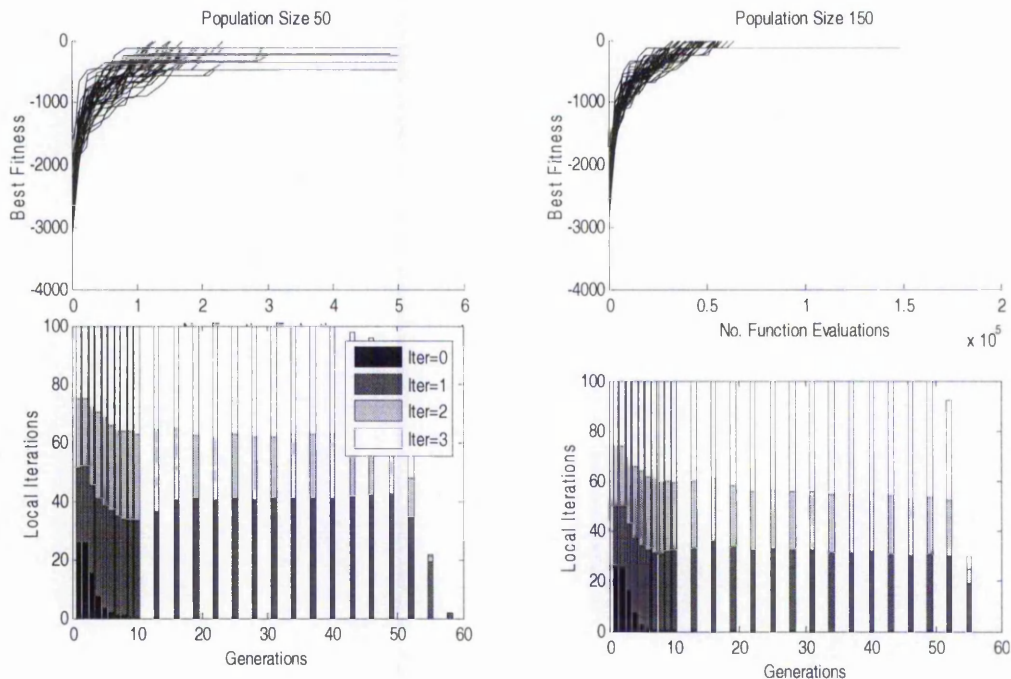 Population Size 50
0
-1000
-2000
-3000
-4000
Best Fitness
0 1 2 3 4 5 6
Population Size 150
0
-1000
-2000
-3000
-4000
Best Fitness
0 0.5 1 1.5 2
No. Function Evaluations
x 10^5
100
80
60
40
20
0
Local Iterations
Iter=0
Iter=1
Iter=2
Iter=3
0 10 20 30 40 50 60
Generations
100
80
60
40
20
0
Local Iterations
0 10 20 30 40 50 60
Generations